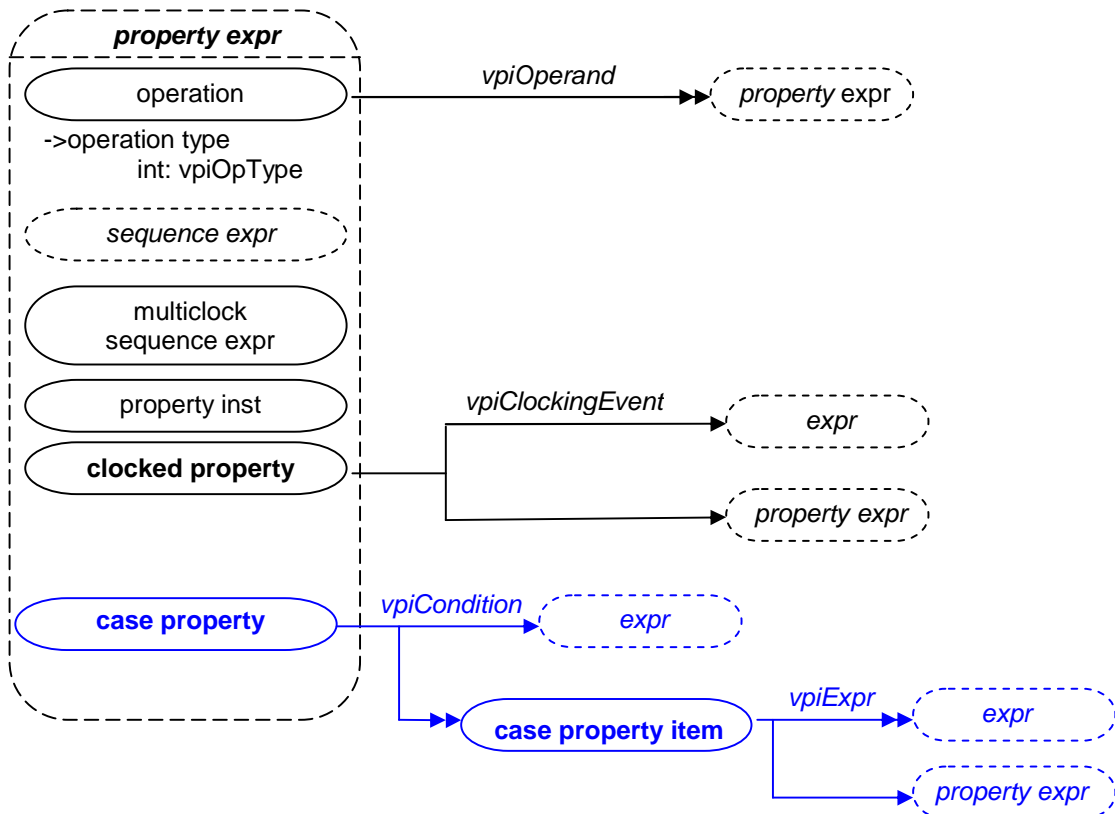 property expr
operation
vpiOperand
property expr
->operation type
int: vpiOpType
sequence expr
multiclock
sequence expr
property inst
vpiClockingEvent
expr
clocked property
property expr
case property
vpiCondition
expr
case property item
vpiExpr
expr
property expr